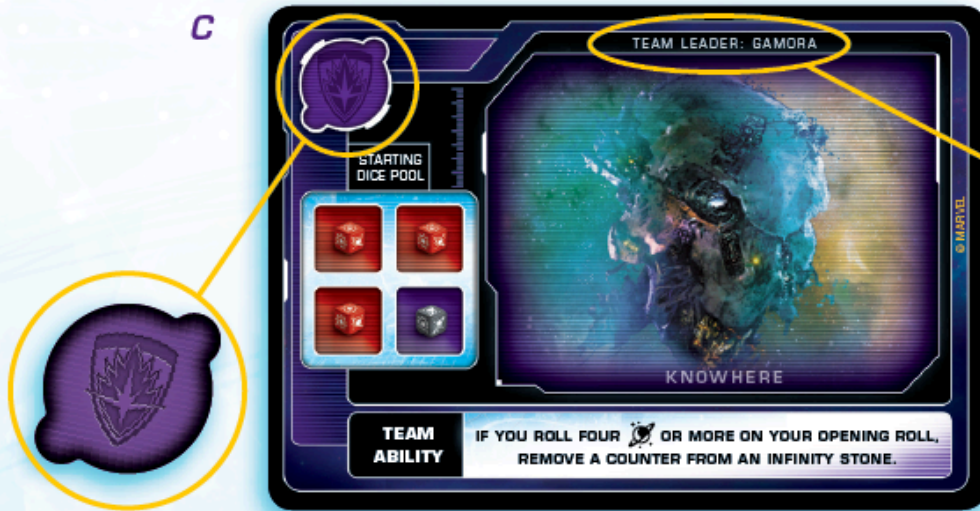 C
TEAM LEADER: GAMORA
STARTING
DICE POOL
© MARVEL
KNOWHERE
TEAM
ABILITY
IF YOU ROLL FOUR OR MORE ON YOUR OPENING ROLL,
REMOVE A COUNTER FROM AN INFINITY STONE.